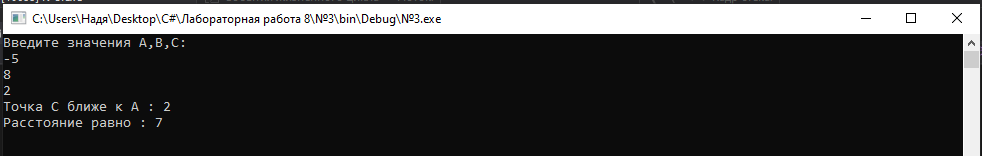 C:\Users\Надя\Desktop\C#\Лабораторная работа 8\№3\bin\Debug\№3.exe
Введите значения A,B,C:
-5
8
2
Точка С ближе к А : 2
Расстояние равно : 7